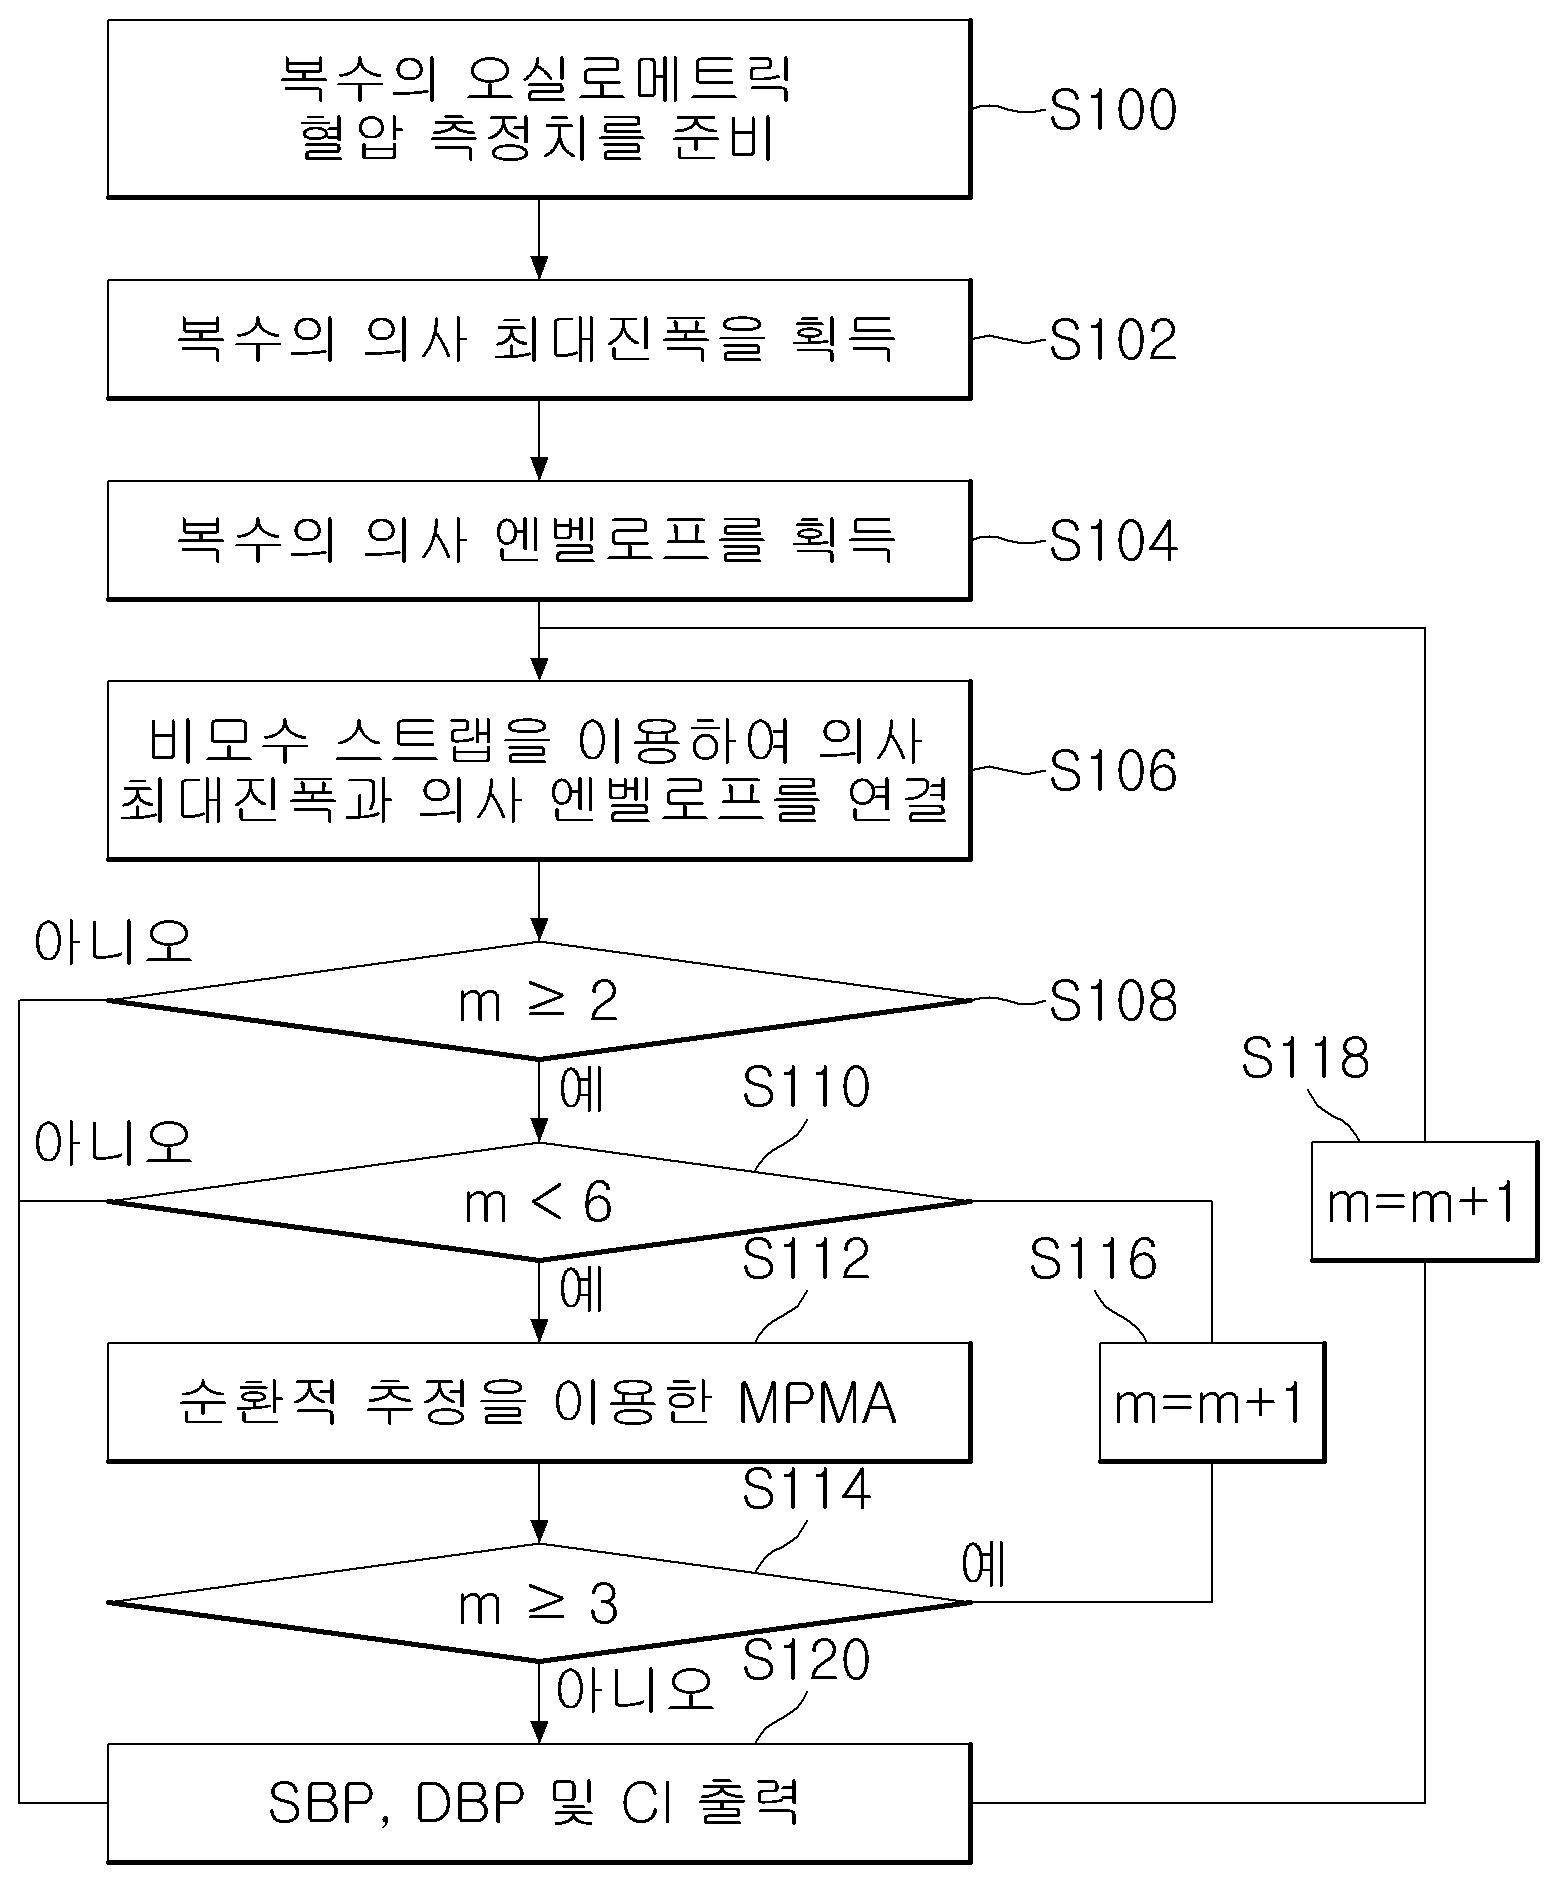 복수의 오실로메트릭
혈압 측정치를 준비
S100
복수의 의사 최대진폭을 획득
S102
복수의 의사 엔벨로프를 획득
S104
비모수 스트랩을 이용하여 의사
최대진폭과 의사 엔벨로프를 연결
S106
아니오
m ≥ 2
S108
예
S110
S118
아니오
m < 6
m=m+1
예
S112
S116
순환적 추정을 이용한 MPMA
m=m+1
S114
예
m ≥ 3
아니오
S120
SBP, DBP 및 CI 출력